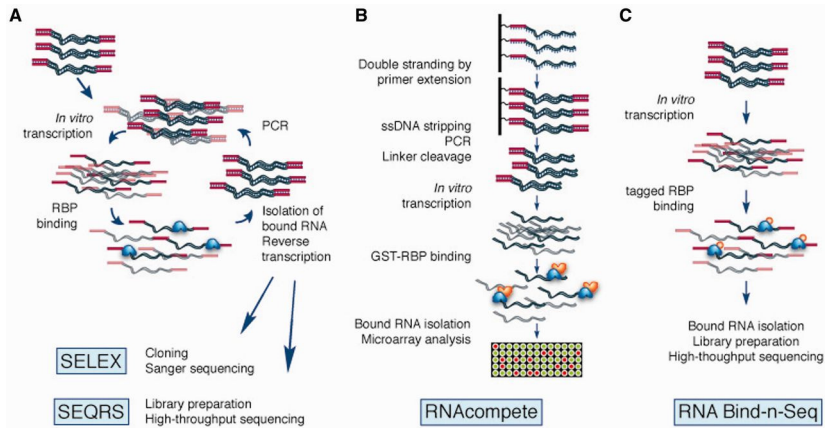 A
In vitro
transcription
PCR
RBP
binding
Isolation of
bound RNA
Reverse
transcription
SELEX
Cloning
Sanger sequencing
SEQRS
Library preparation
High-throughput sequencing
B
Double stranding by
primer extension
ssDNA stripping
PCR
Linker cleavage
In vitro
transcription
GST-RBP binding
Bound RNA isolation
Microarray analysis
RNAcompete
C
In vitro
transcription
tagged RBP
binding
Bound RNA isolation
Library preparation
High-thoughput sequencing
RNA Bind-n-Seq